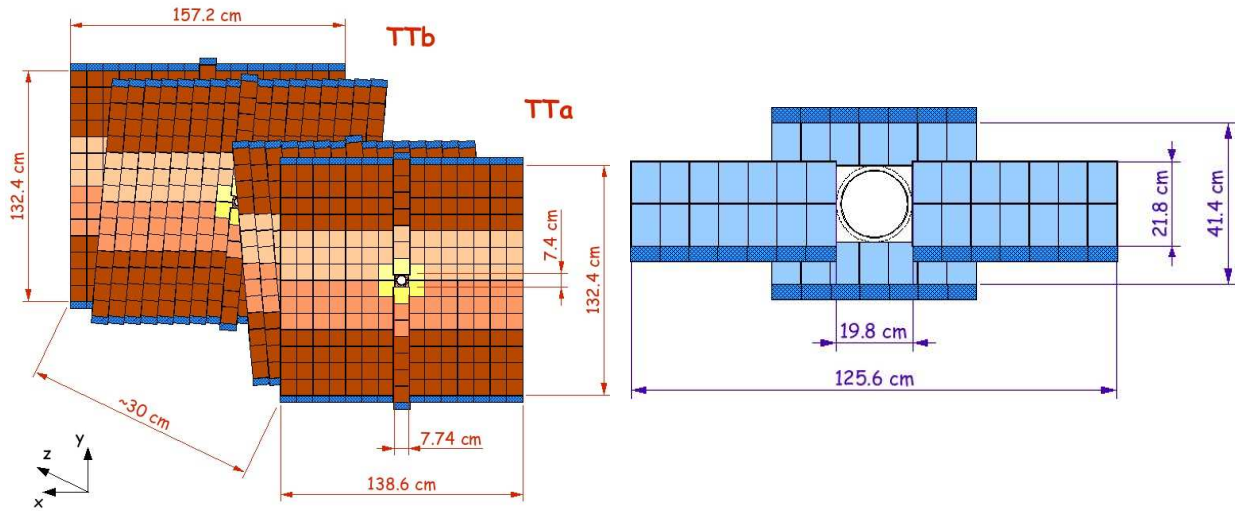 157.2 cm
TTb
TTa
132.4 cm
7.4 cm
132.4 cm
~30 cm
7.74 cm
138.6 cm
y
z
x
21.8 cm
41.4 cm
19.8 cm
125.6 cm